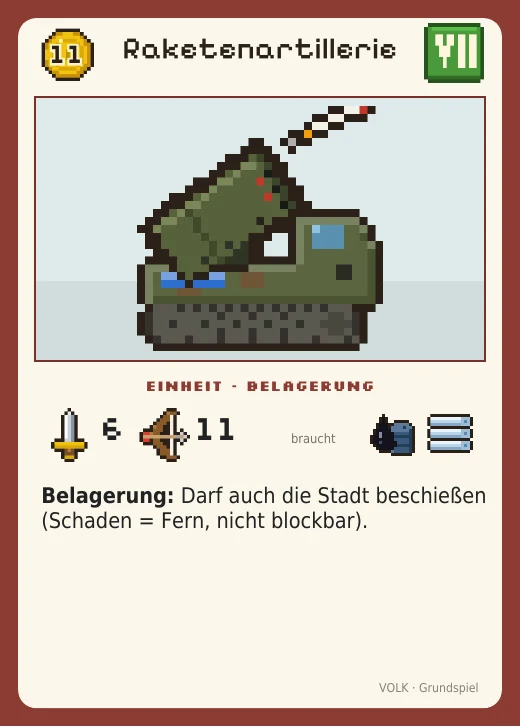 11 Raketenartillerie VII
EINHEIT · BELAGERUNG
6 11 braucht
Belagerung: Darf auch die Stadt beschießen
(Schaden = Fern, nicht blockbar).
VOLK · Grundspiel